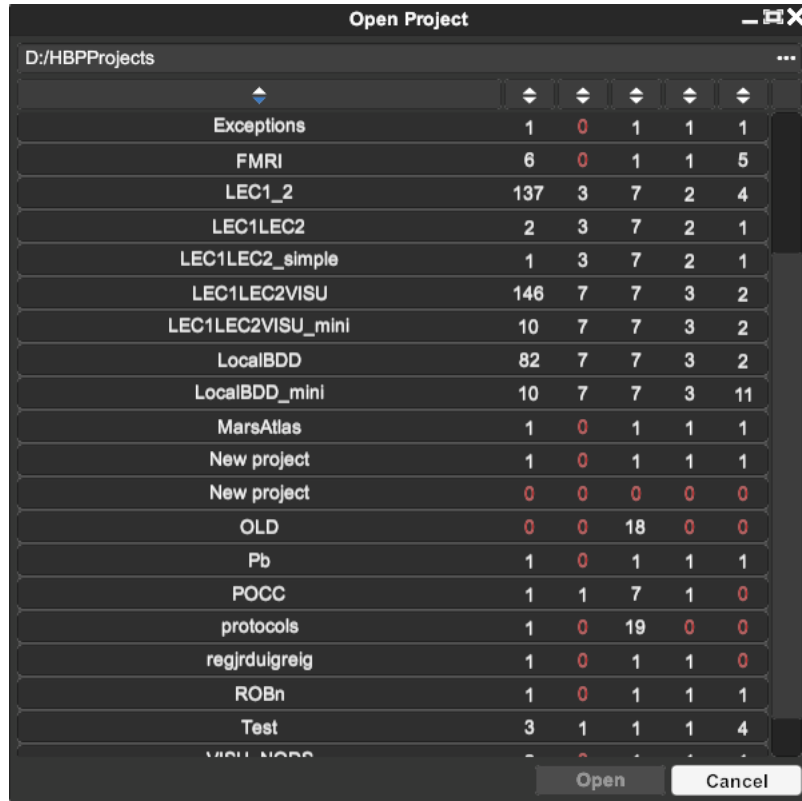 Open Project
D:/HBPProjects
Exceptions 1 0 1 1 1
FMRI 6 0 1 1 5
LEC1_2 137 3 7 2 4
LEC1LEC2 2 3 7 2 1
LEC1LEC2_simple 1 3 7 2 1
LEC1LEC2VISU 146 7 7 3 2
LEC1LEC2VISU_mini 10 7 7 3 2
LocalBDD 82 7 7 3 2
LocalBDD_mini 10 7 7 3 11
MarsAtlas 1 0 1 1 1
New project 1 0 1 1 1
New project 0 0 0 0 0
OLD 0 0 18 0 0
Pb 1 0 1 1 1
POCC 1 1 7 1 0
protocols 1 0 19 0 0
regjrduigreig 1 0 1 1 0
ROBn 1 0 1 1 1
Test 3 1 1 1 4
Open Cancel